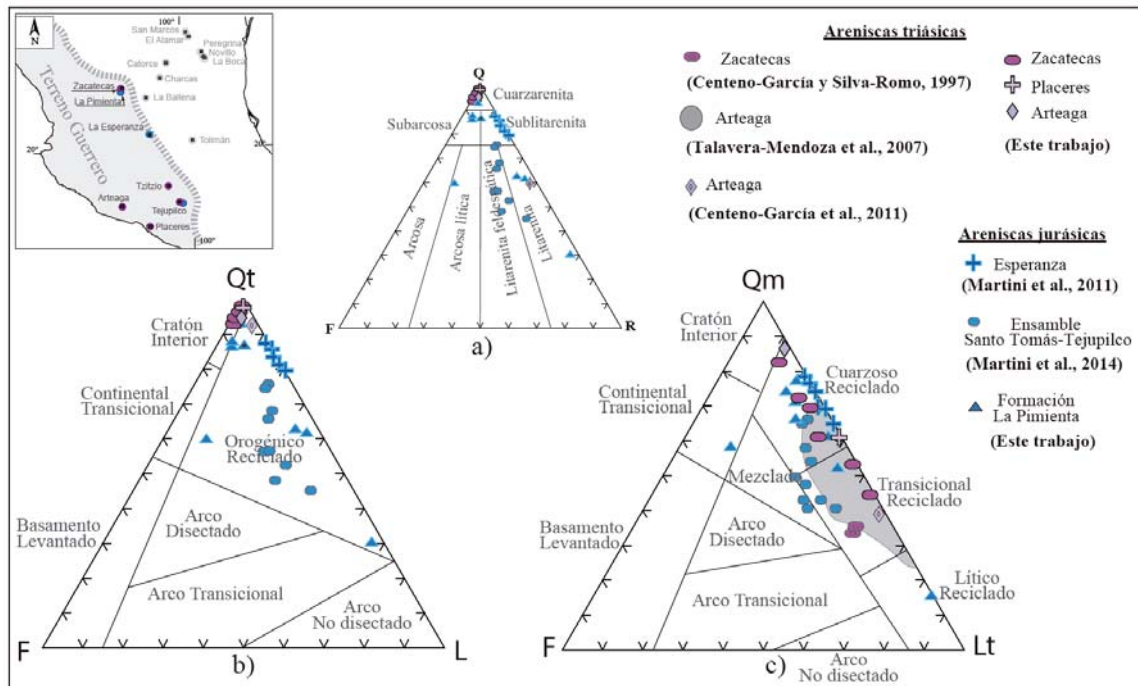 N
100°
San Marcos
El Alamar
Peregrina
Novillo
La Boca
Caborca
Charcas
La Ballena
Zacatecas
La Pimienta
La Esperanza
Tolimán
Terreno Guerrero
20°
20°
Tzitzio
Arteaga
Tejupilco
Placeres
100°
Q
Cuarzarenita
Subarcosa
Sublitarenita
Arcosa
Arcosa lítica
Litarenita feldespática
Litarenita
F
R
a)
Areniscas triásicas
Zacatecas
(Centeno-García y Silva-Romo, 1997)
Arteaga
(Talavera-Mendoza et al., 2007)
Arteaga
(Centeno-García et al., 2011)
Zacatecas
Placeres
Arteaga
(Este trabajo)
Areniscas jurásicas
Esperanza
(Martini et al., 2011)
Ensamble
Santo Tomás-Tejupilco
(Martini et al., 2014)
Formación
La Pimienta
(Este trabajo)
Qt
Cratón
Interior
Continental
Transicional
Orogénico
Reciclado
Basamento
Levantado
Arco
Disectado
Arco Transicional
Arco
No disectado
F
L
b)
Qm
Cratón
Interior
Continental
Transicional
Cuarzoso
Reciclado
Mezclado
Transicional
Reciclado
Basamento
Levantado
Arco
Disectado
Arco Transicional
Lítico
Reciclado
Arco
No disectado
F
Lt
c)